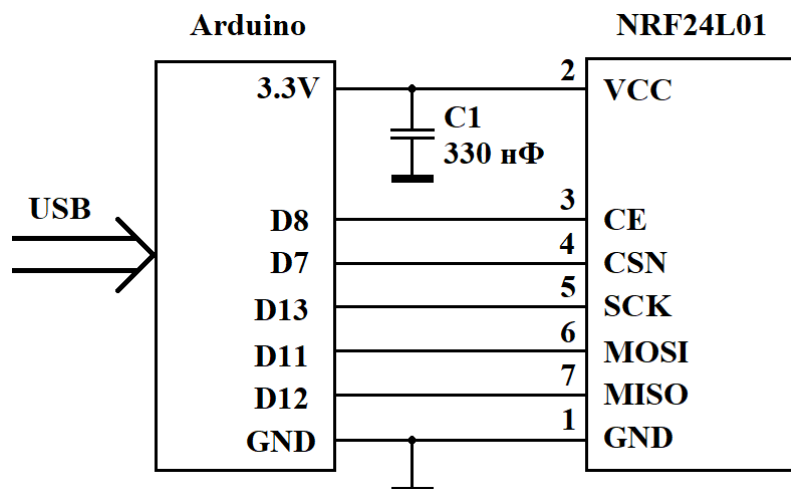 Arduino
NRF24L01
3.3V
2
VCC
C1
330 нФ
USB
D8
3
CE
D7
4
CSN
D13
5
SCK
D11
6
MOSI
D12
7
MISO
GND
1
GND